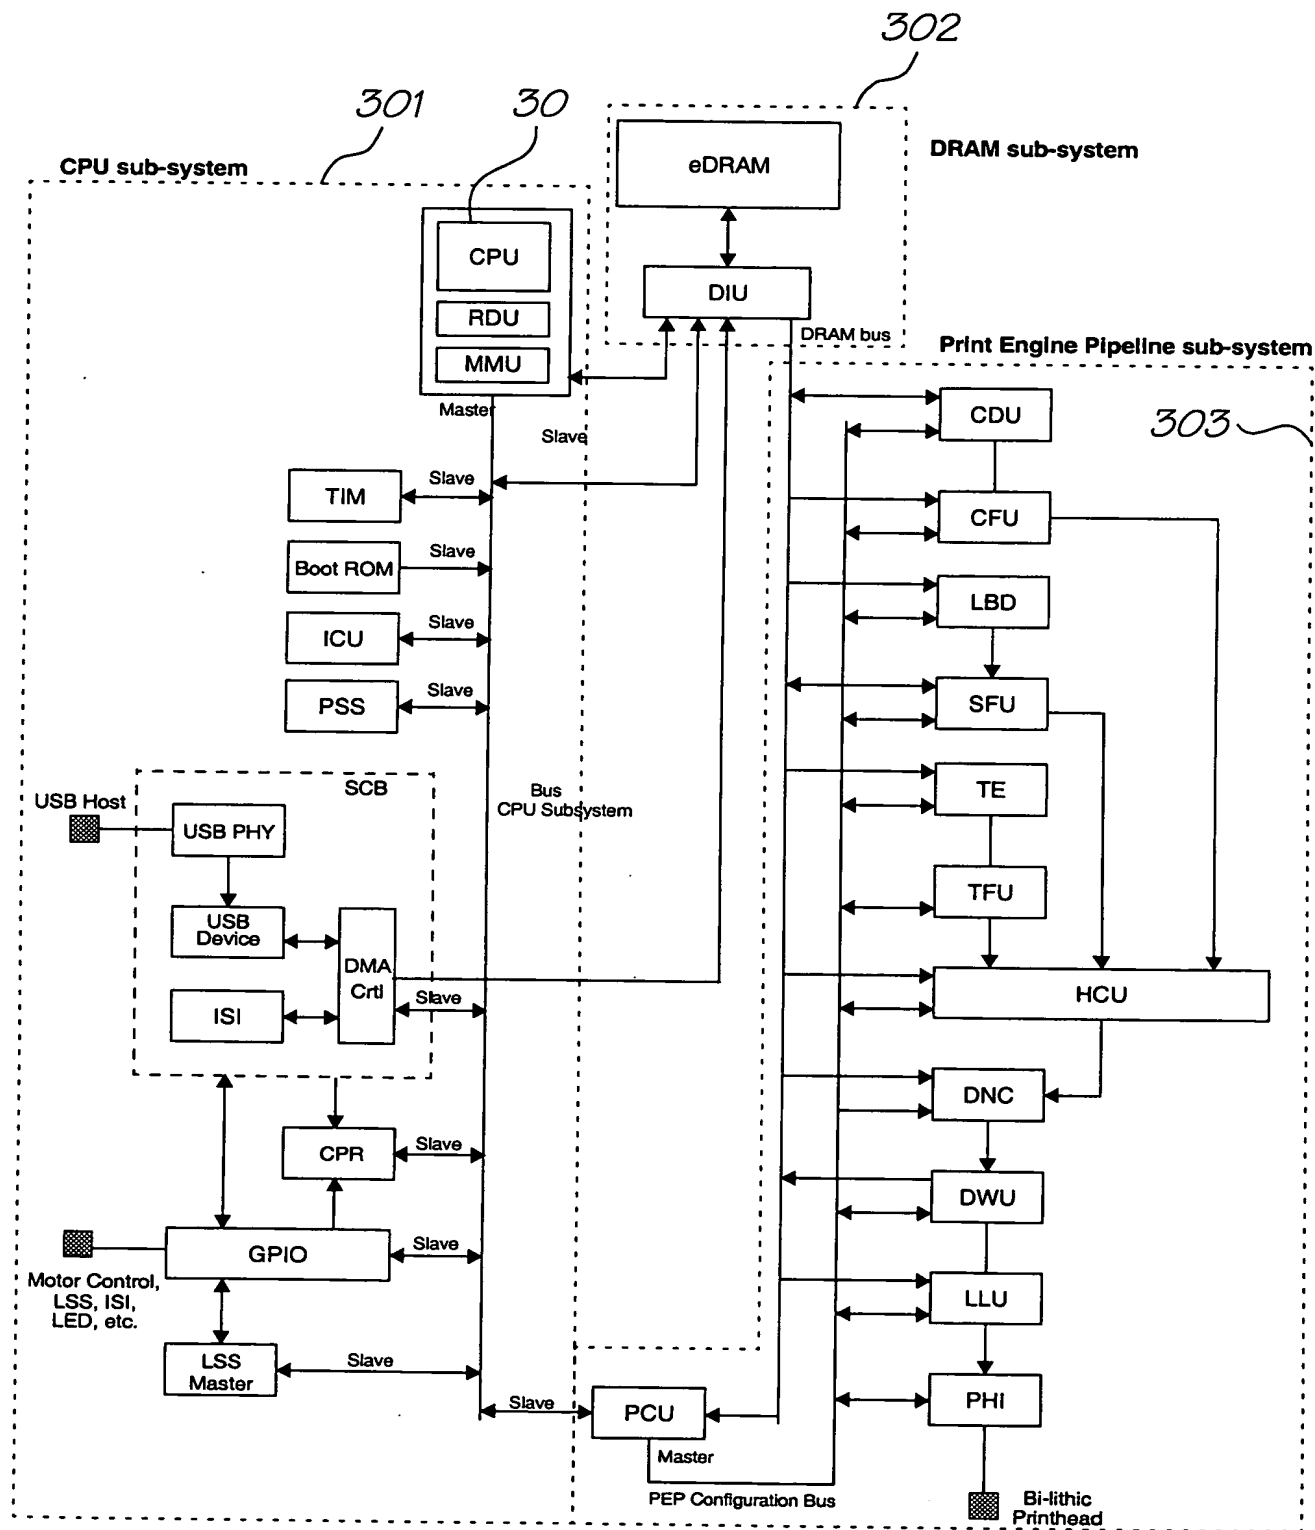 302
301
30
CPU sub-system
DRAM sub-system
eDRAM
CPU
RDU
MMU
DIU
DRAM bus
Print Engine Pipeline sub-system
Master
Slave
303
CDU
TIM
Slave
CFU
Boot ROM
Slave
LBD
ICU
Slave
PSS
Slave
SFU
SCB
Bus
CPU Subsystem
TE
USB Host
USB PHY
TFU
USB
Device
DMA
Crtl
Slave
ISI
HCU
DNC
CPR
Slave
DWU
GPIO
Slave
Motor Control,
LSS, ISI,
LED, etc.
LLU
LSS
Master
Slave
Slave
PCU
PHI
Master
PEP Configuration Bus
Bi-lithic
Printhead